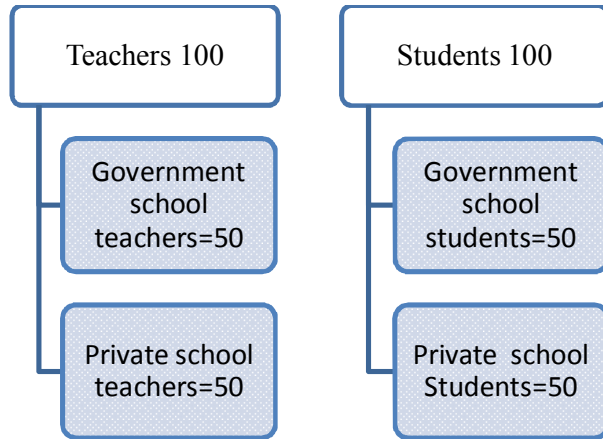 Teachers 100
Government
school
teachers=50
Private school
teachers=50
Students 100
Government
school
students=50
Private school
Students=50